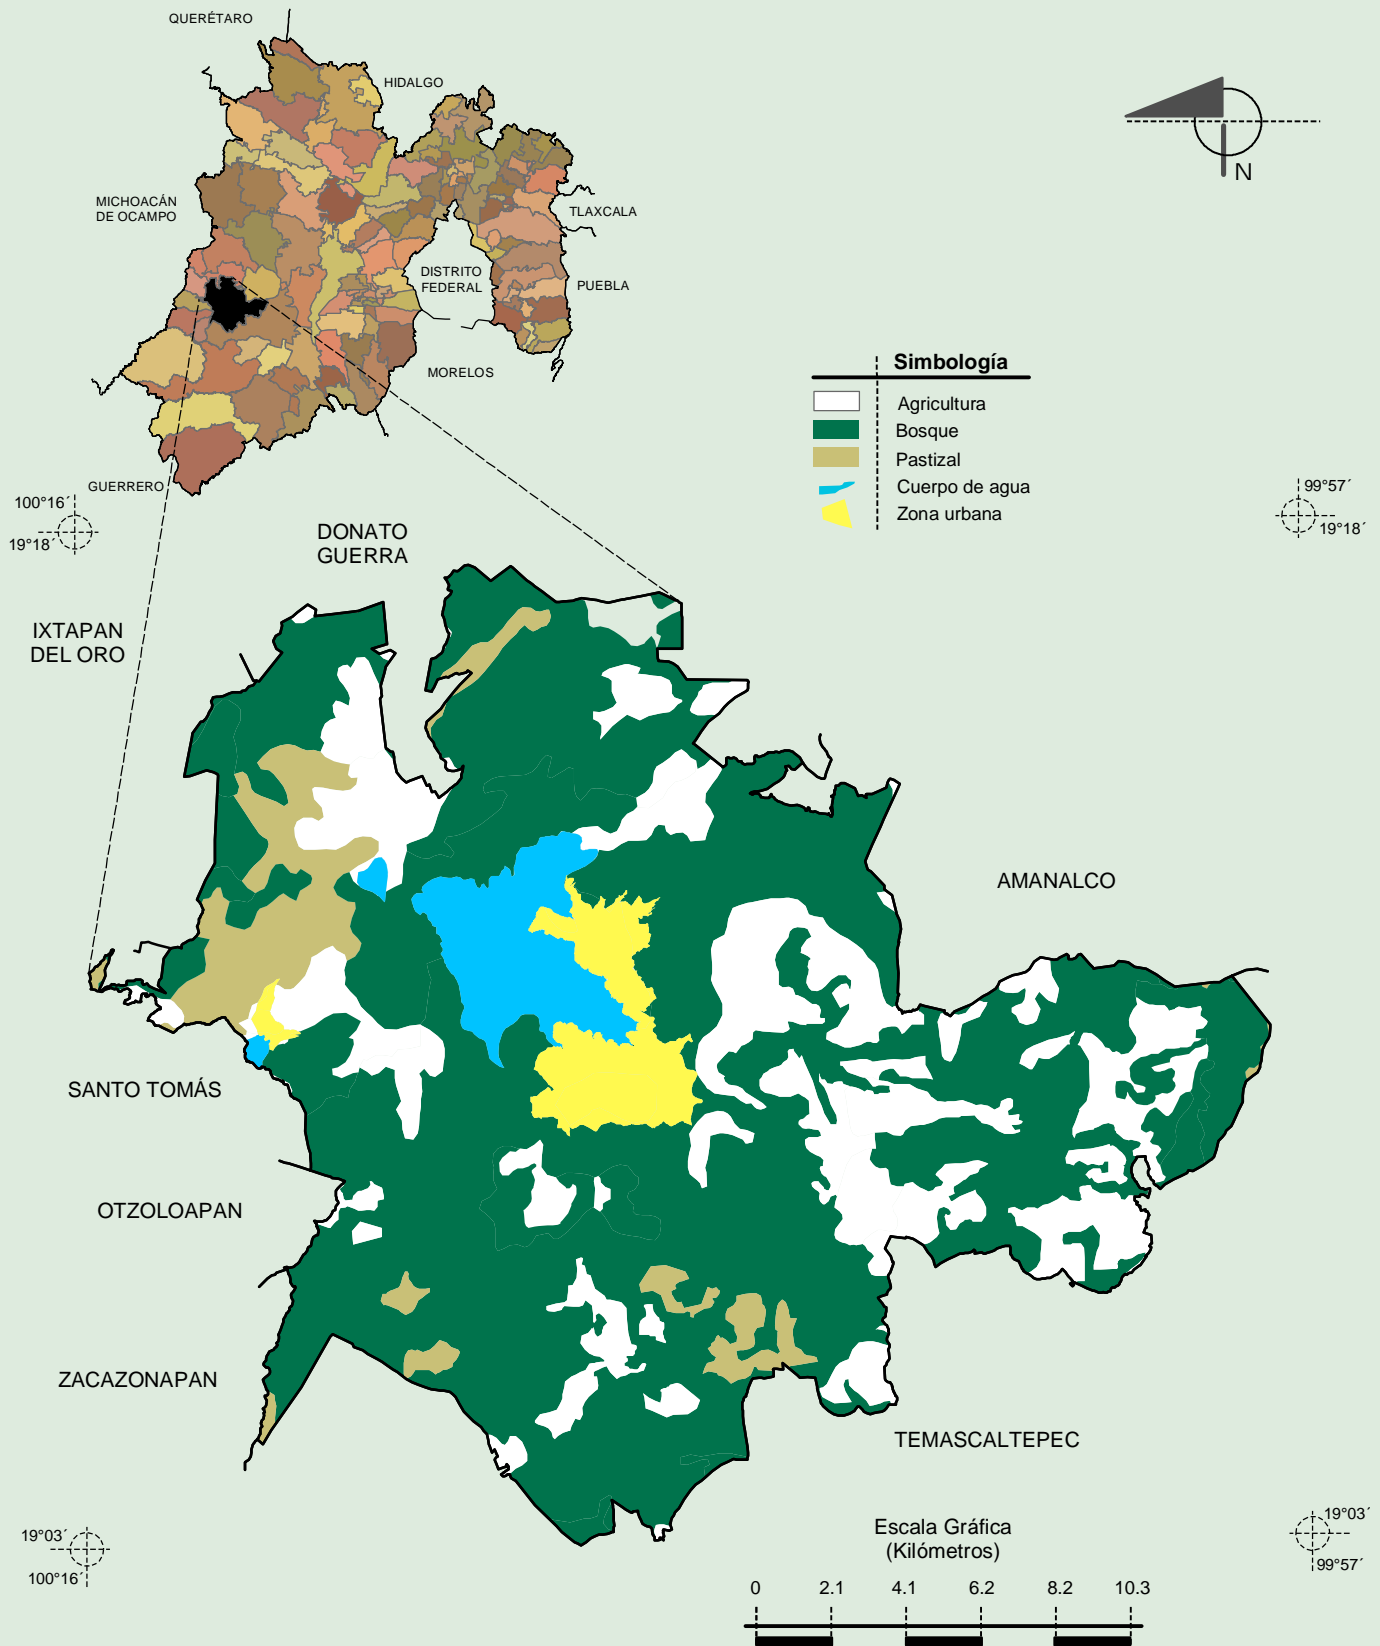 QUERÉTARO
HIDALGO
MICHOACÁN
DE OCAMPO
TLAXCALA
DISTRITO
FEDERAL
PUEBLA
MORELOS
GUERRERO
N
Simbología
Agricultura
Bosque
Pastizal
Cuerpo de agua
Zona urbana
100°16´
19°18´
99°57´
19°18´
DONATO
GUERRA
IXTAPAN
DEL ORO
AMANALCO
SANTO TOMÁS
OTZOLOAPAN
ZACAZONAPAN
TEMASCALTEPEC
19°03´
100°16´
19°03´
99°57´
Escala Gráfica
(Kilómetros)
0 2.1 4.1 6.2 8.2 10.3